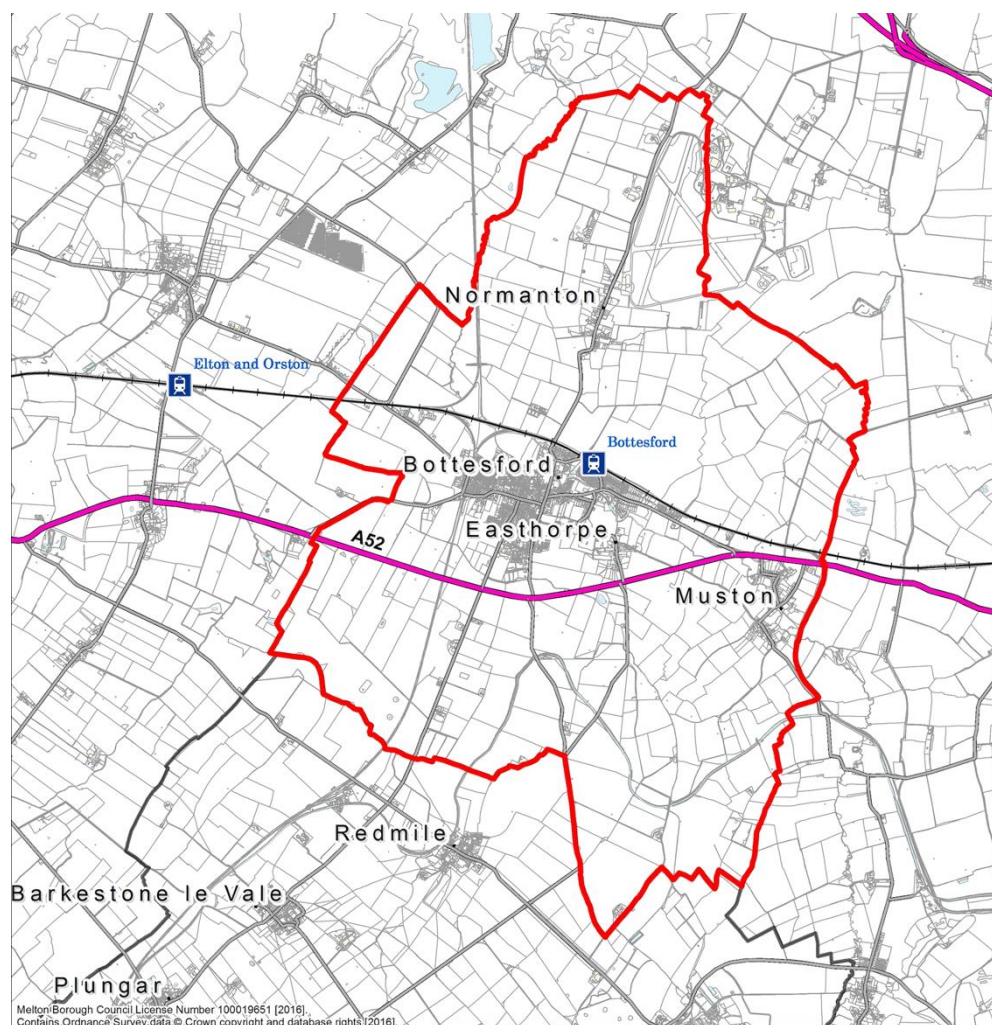 Normanton
Elton and Orston
Bottesford
Bottesford
Easthorpe
A52
Muston
Redmile
Barkestone le Vale
Plungar
Melton Borough Council License Number 100019651 [2016].
Contains Ordnance Survey data © Crown copyright and database rights [2016].